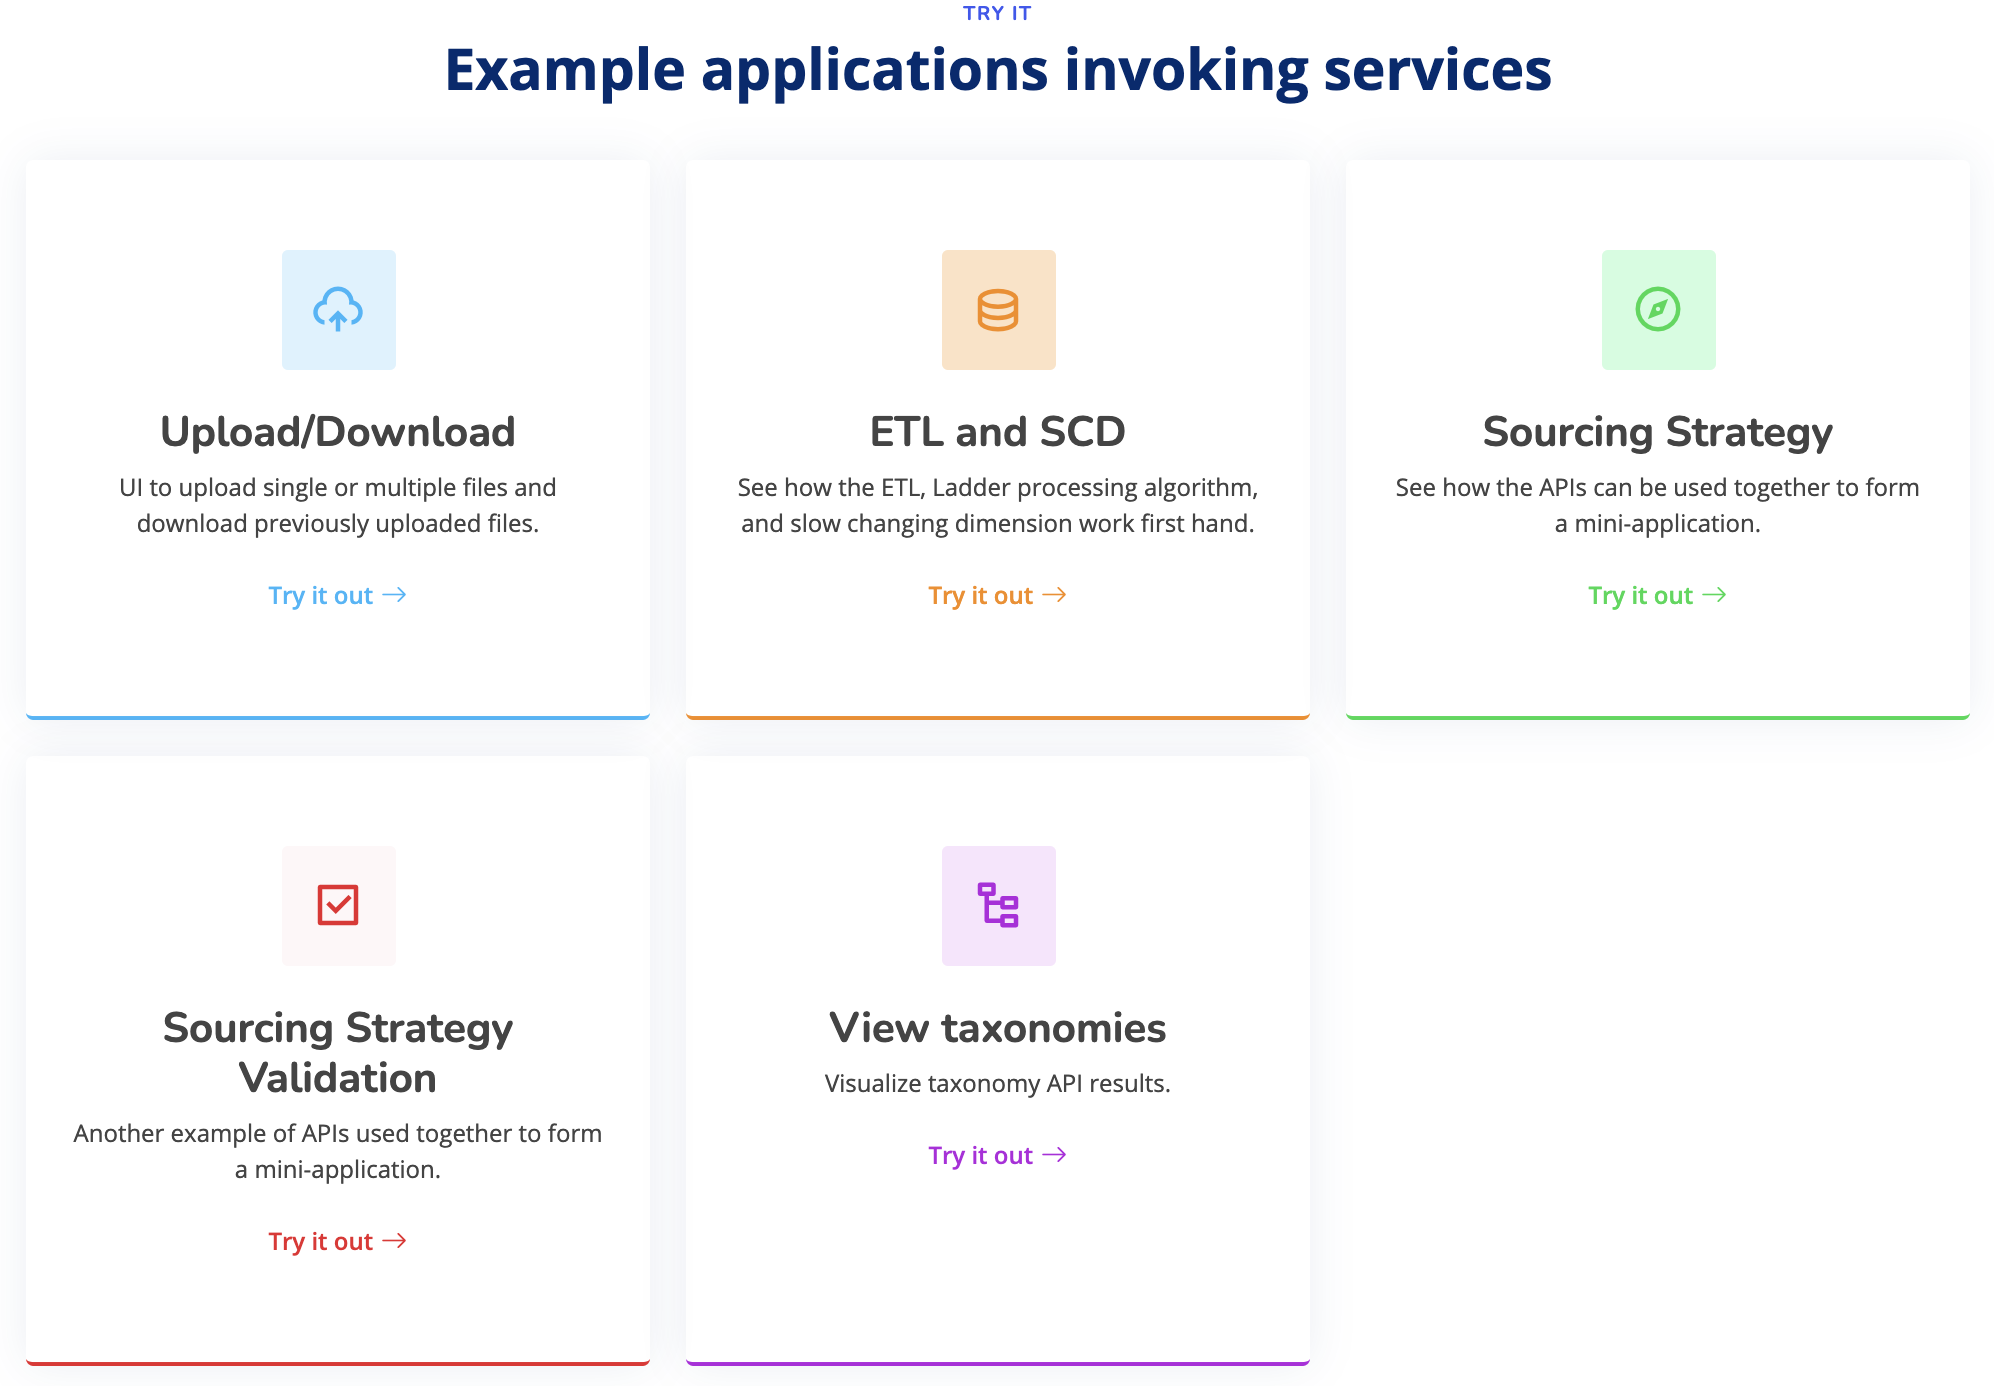 TRY IT
Example applications invoking services
Upload/Download
UI to upload single or multiple files and
download previously uploaded files.
Try it out →
ETL and SCD
See how the ETL, Ladder processing algorithm,
and slow changing dimension work first hand.
Try it out →
Sourcing Strategy
See how the APIs can be used together to form
a mini-application.
Try it out →
Sourcing Strategy
Validation
Another example of APIs used together to form
a mini-application.
Try it out →
View taxonomies
Visualize taxonomy API results.
Try it out →